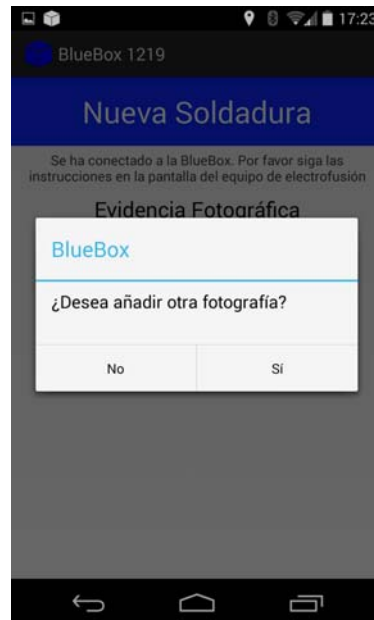 17:23
BlueBox 1219
Nueva Soldadura
Se ha conectado a la BlueBox. Por favor siga las
instrucciones en la pantalla del equipo de electrofusión
Evidencia Fotográfica
BlueBox
¿Desea añadir otra fotografía?
No
Sí